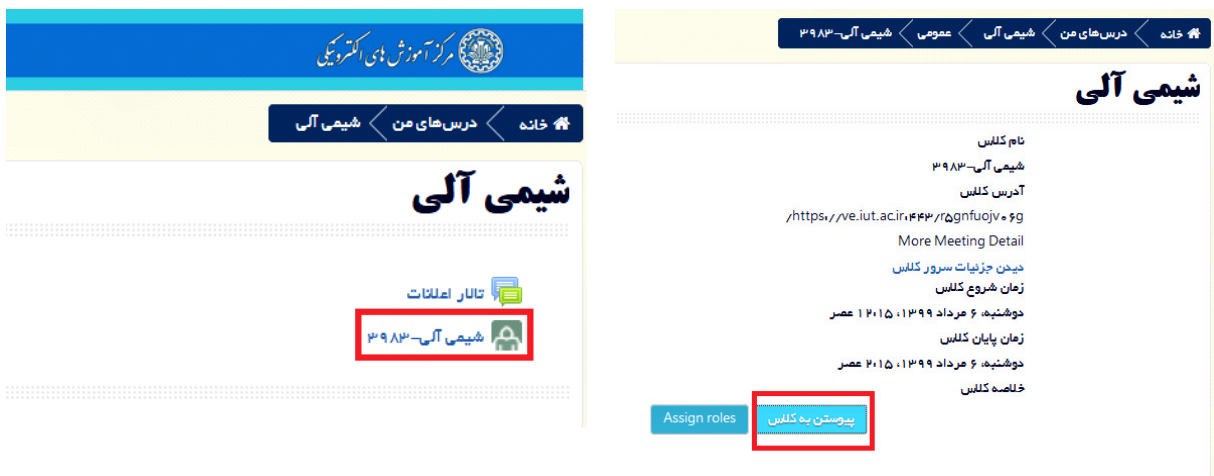 مرکز آموزش های الکترونیکی
خانه درس‌های من شیمی آلی
شیمی آلی
تالار اعلانات
شیمی آلی-۳۹۸۳
خانه درس‌های من شیمی آلی عمومی شیمی آلی-۳۹۸۳
شیمی آلی
نام کلاس
شیمی آلی-۳۹۸۳
آدرس کلاس
https://ve.iut.ac.ir:۴۴۳/r۵gnfuojv۰۶g/
More Meeting Detail
دیدن جزئیات سرور کلاس
زمان شروع کلاس
دوشنبه، ۶ مرداد ۱۳۹۹، ۱۲:۱۵ عصر
زمان پایان کلاس
دوشنبه، ۶ مرداد ۱۳۹۹، ۲:۱۵ عصر
خلاصه کلاس
پیوستن به کلاس Assign roles